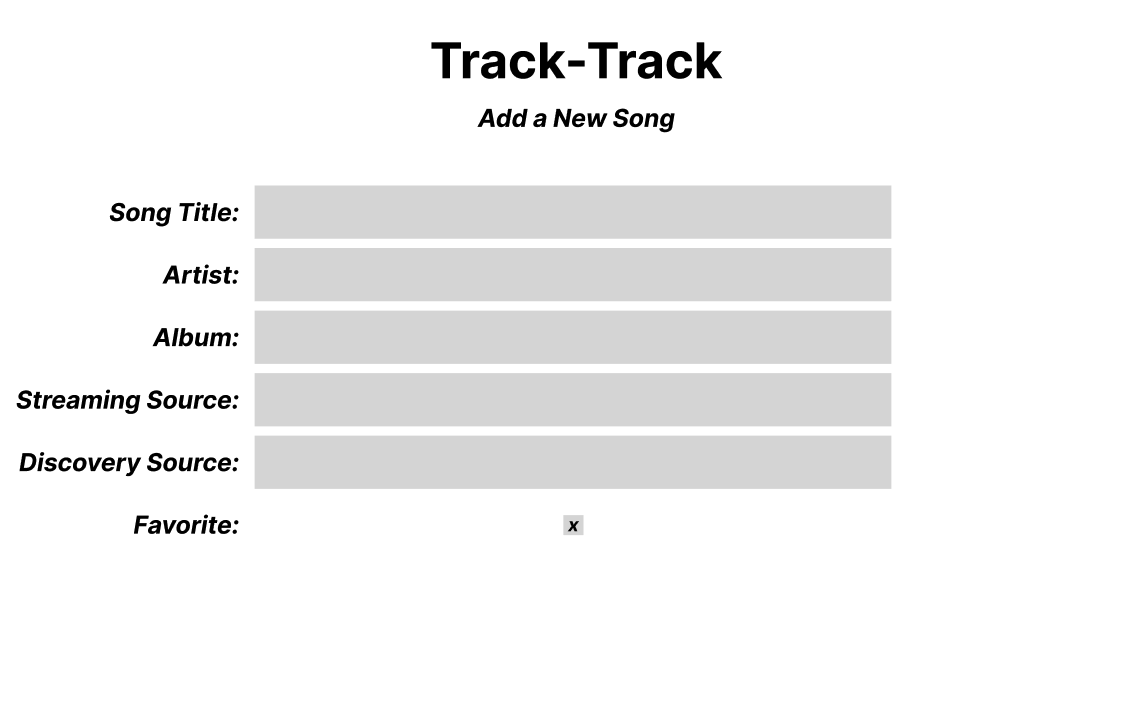 Track-Track
Add a New Song
Song Title:
Artist:
Album:
Streaming Source:
Discovery Source:
Favorite: x